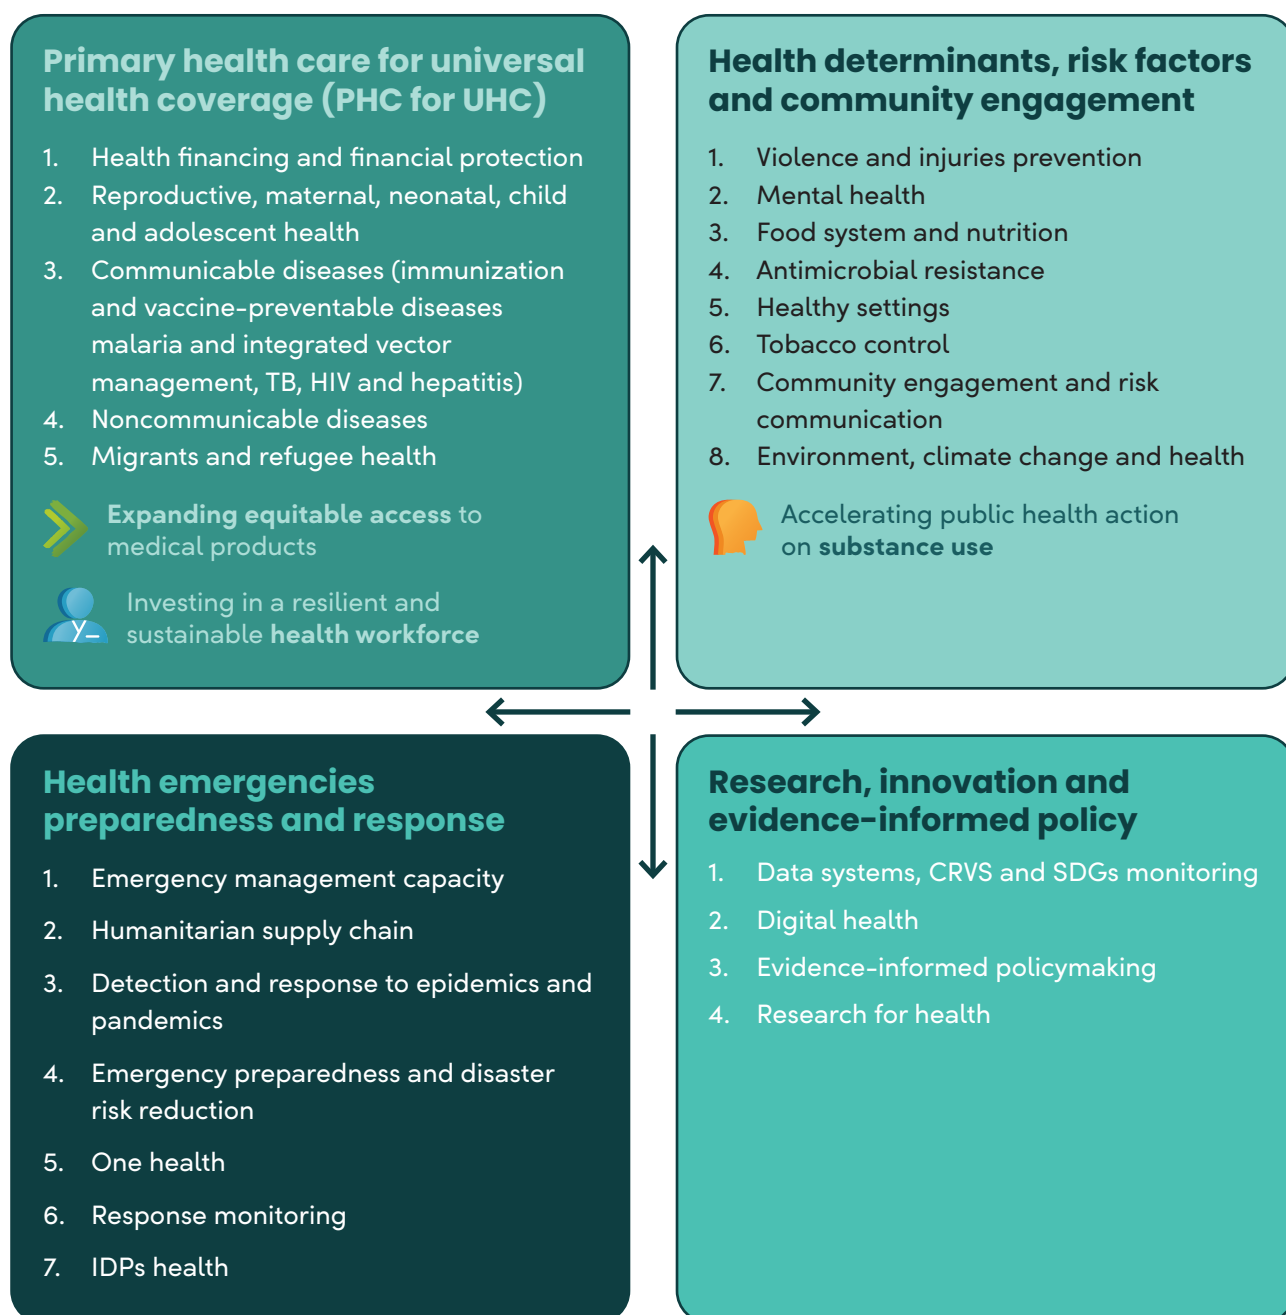 Primary health care for universal
health coverage (PHC for UHC)
1. Health financing and financial protection
2. Reproductive, maternal, neonatal, child
and adolescent health
3. Communicable diseases (immunization
and vaccine-preventable diseases
malaria and integrated vector
management, TB, HIV and hepatitis)
4. Noncommunicable diseases
5. Migrants and refugee health
Expanding equitable access to
medical products
Investing in a resilient and
sustainable health workforce
Health determinants, risk factors
and community engagement
1. Violence and injuries prevention
2. Mental health
3. Food system and nutrition
4. Antimicrobial resistance
5. Healthy settings
6. Tobacco control
7. Community engagement and risk
communication
8. Environment, climate change and health
Accelerating public health action
on substance use
Health emergencies
preparedness and response
1. Emergency management capacity
2. Humanitarian supply chain
3. Detection and response to epidemics and
pandemics
4. Emergency preparedness and disaster
risk reduction
5. One health
6. Response monitoring
7. IDPs health
Research, innovation and
evidence-informed policy
1. Data systems, CRVS and SDGs monitoring
2. Digital health
3. Evidence-informed policymaking
4. Research for health